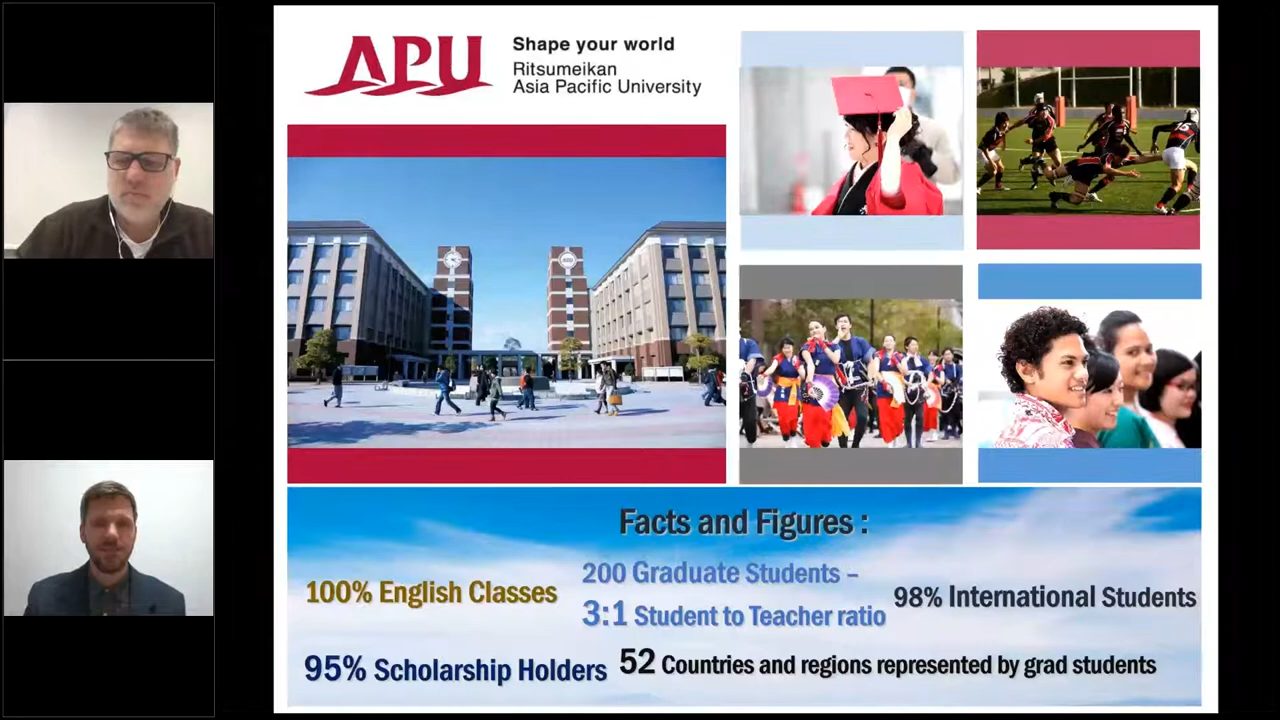 APU
Shape your world
Ritsumeikan
Asia Pacific University
Facts and Figures :
100% English Classes
200 Graduate Students –
3:1 Student to Teacher ratio
98% International Students
95% Scholarship Holders
52 Countries and regions represented by grad students